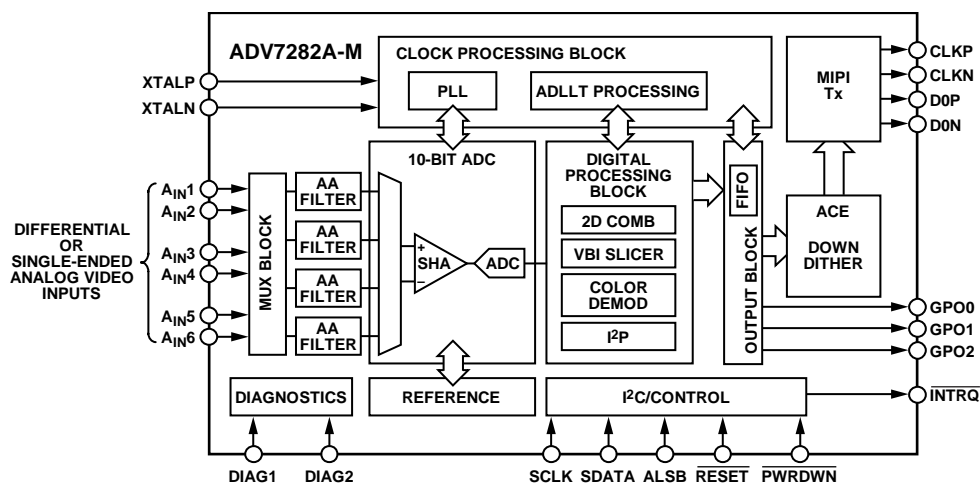 ADV7282A-M
CLOCK PROCESSING BLOCK
XTALP
XTALN
PLL
ADLLT PROCESSING
MIPI
Tx
CLKP
CLKN
D0P
D0N
10-BIT ADC
DIGITAL
PROCESSING
BLOCK
FIFO
OUTPUT BLOCK
ACE
DOWN
DITHER
DIFFERENTIAL
OR
SINGLE-ENDED
ANALOG VIDEO
INPUTS
AIN1
AIN2
AIN3
AIN4
AIN5
AIN6
MUX BLOCK
AA
FILTER
AA
FILTER
AA
FILTER
AA
FILTER
+
SHA
–
ADC
2D COMB
VBI SLICER
COLOR
DEMOD
I2P
GPO0
GPO1
GPO2
DIAGNOSTICS
REFERENCE
I2C/CONTROL
INTRQ
DIAG1
DIAG2
SCLK
SDATA
ALSB
RESET
PWRDWN